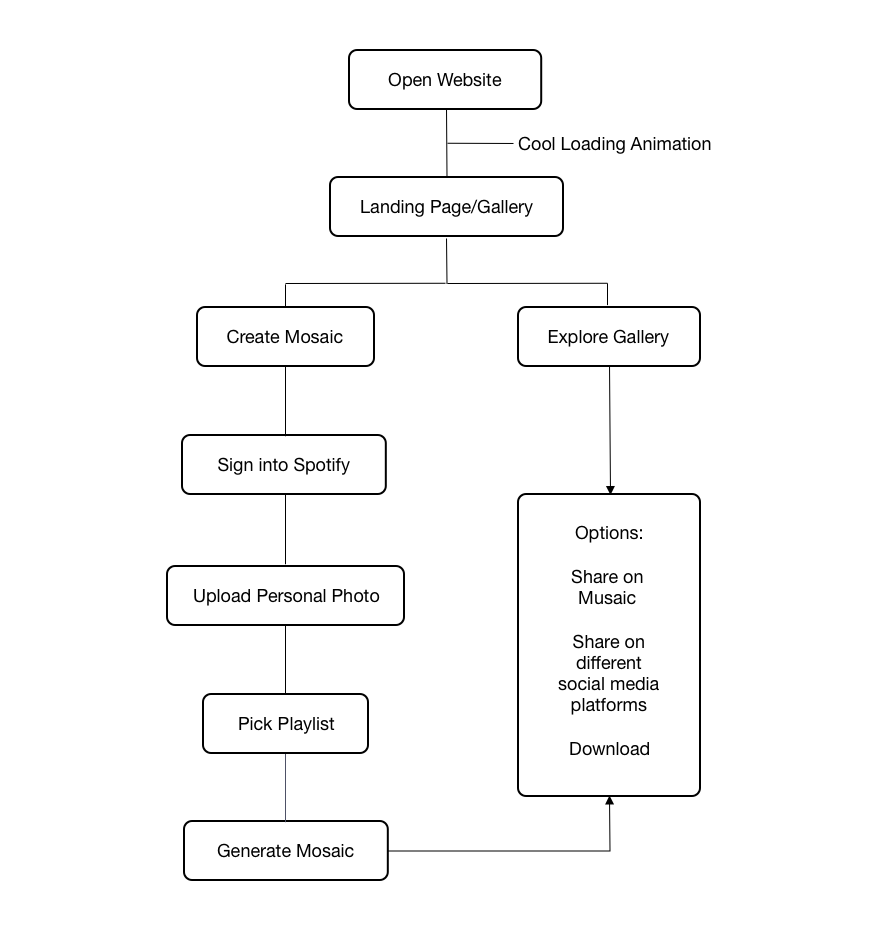 Open Website
Cool Loading Animation
Landing Page/Gallery
Create Mosaic
Explore Gallery
Sign into Spotify
Upload Personal Photo
Pick Playlist
Generate Mosaic
Options:
Share on
Musaic
Share on
different
social media
platforms
Download